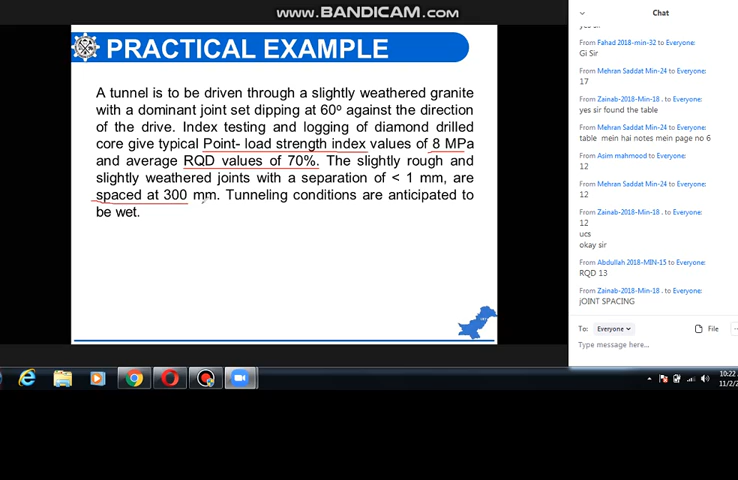 www.BANDICAM.com
PRACTICAL EXAMPLE
A tunnel is to be driven through a slightly weathered granite
with a dominant joint set dipping at 60º against the direction
of the drive. Index testing and logging of diamond drilled
core give typical Point- load strength index values of 8 MPa
and average RQD values of 70%. The slightly rough and
slightly weathered joints with a separation of < 1 mm, are
spaced at 300 mm. Tunneling conditions are anticipated to
be wet.
Chat
yes sir
From Fahad 2018-min-32 to Everyone:
Gi Sir
From Mehran Saddat Min-24 to Everyone:
17
From Zainab-2018-Min-18 . to Everyone:
yes sir found the table
From Mehran Saddat Min-24 to Everyone:
table mein hai notes mein page no 6
From Asim mahmood to Everyone:
12
From Mehran Saddat Min-24 to Everyone:
12
From Zainab-2018-Min-18 . to Everyone:
12
ucs
okay sir
From Abdullah 2018-MIN-15 to Everyone:
RQD 13
From Zainab-2018-Min-18 . to Everyone:
jOINT SPACING
To: Everyone File
Type message here...
10:22
11/2/2